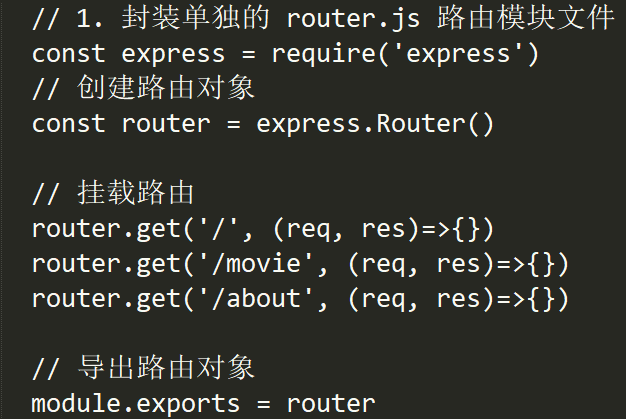 // 1. 封装单独的 router.js 路由模块文件
const express = require('express')
// 创建路由对象
const router = express.Router()
// 挂载路由
router.get('/', (req, res)=>{})
router.get('/movie', (req, res)=>{})
router.get('/about', (req, res)=>{})
// 导出路由对象
module.exports = router